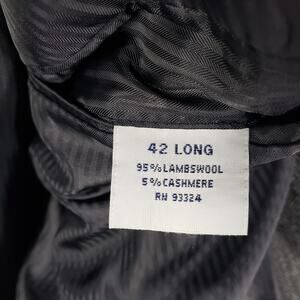 42 LONG
95% LAMBSWOOL
5% CASHMERE
RN 93324